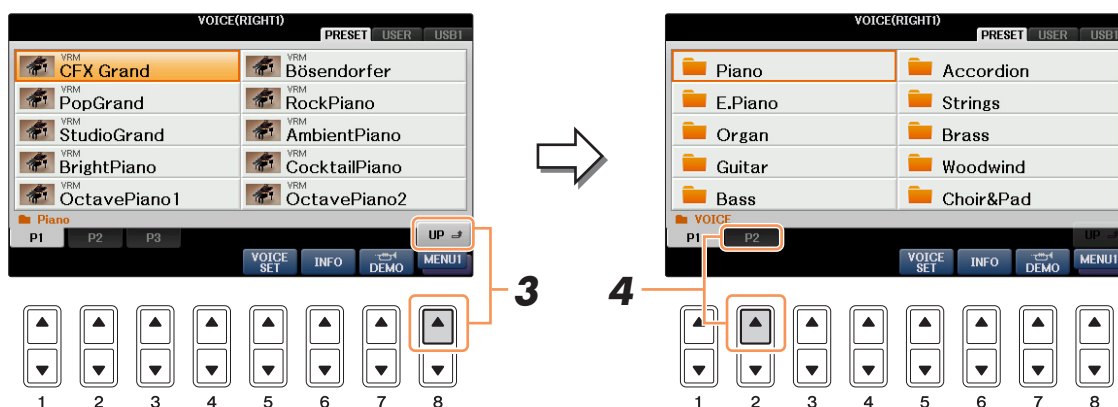 VOICE(RIGHT1)
PRESET USER USB1
VRM
CFX Grand
VRM
Bösendorfer
VRM
PopGrand
VRM
RockPiano
VRM
StudioGrand
VRM
AmbientPiano
VRM
BrightPiano
VRM
CocktailPiano
VRM
OctavePiano1
VRM
OctavePiano2
Piano
P1 P2 P3 UP
VOICE SET INFO DEMO MENU1
3
1 2 3 4 5 6 7 8
VOICE(RIGHT1)
PRESET USER USB1
Piano Accordion
E.Piano Strings
Organ Brass
Guitar Woodwind
Bass Choir&Pad
VOICE
P1 P2 UP
VOICE SET INFO DEMO MENU1
4
1 2 3 4 5 6 7 8